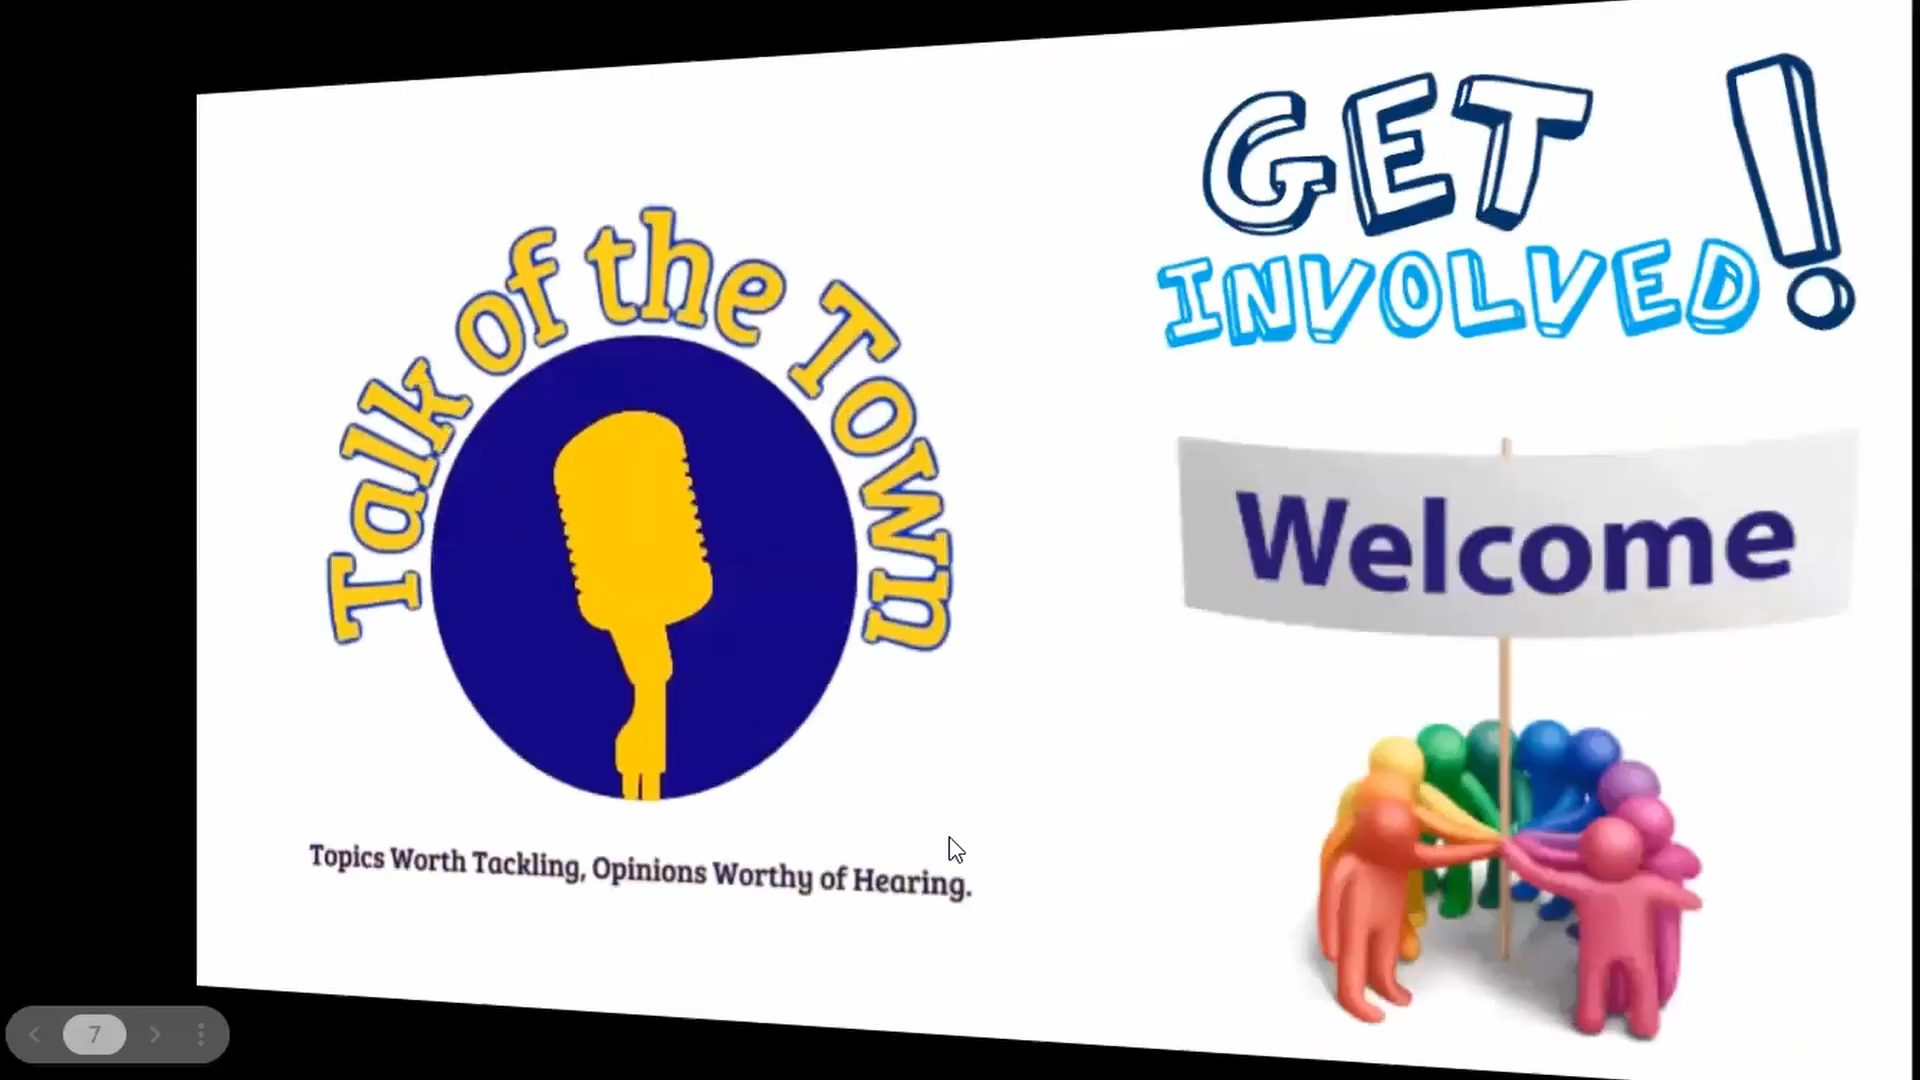 Talk of the Town
Topics Worth Tackling, Opinions Worthy of Hearing.
GET
INVOLVED!
Welcome
7